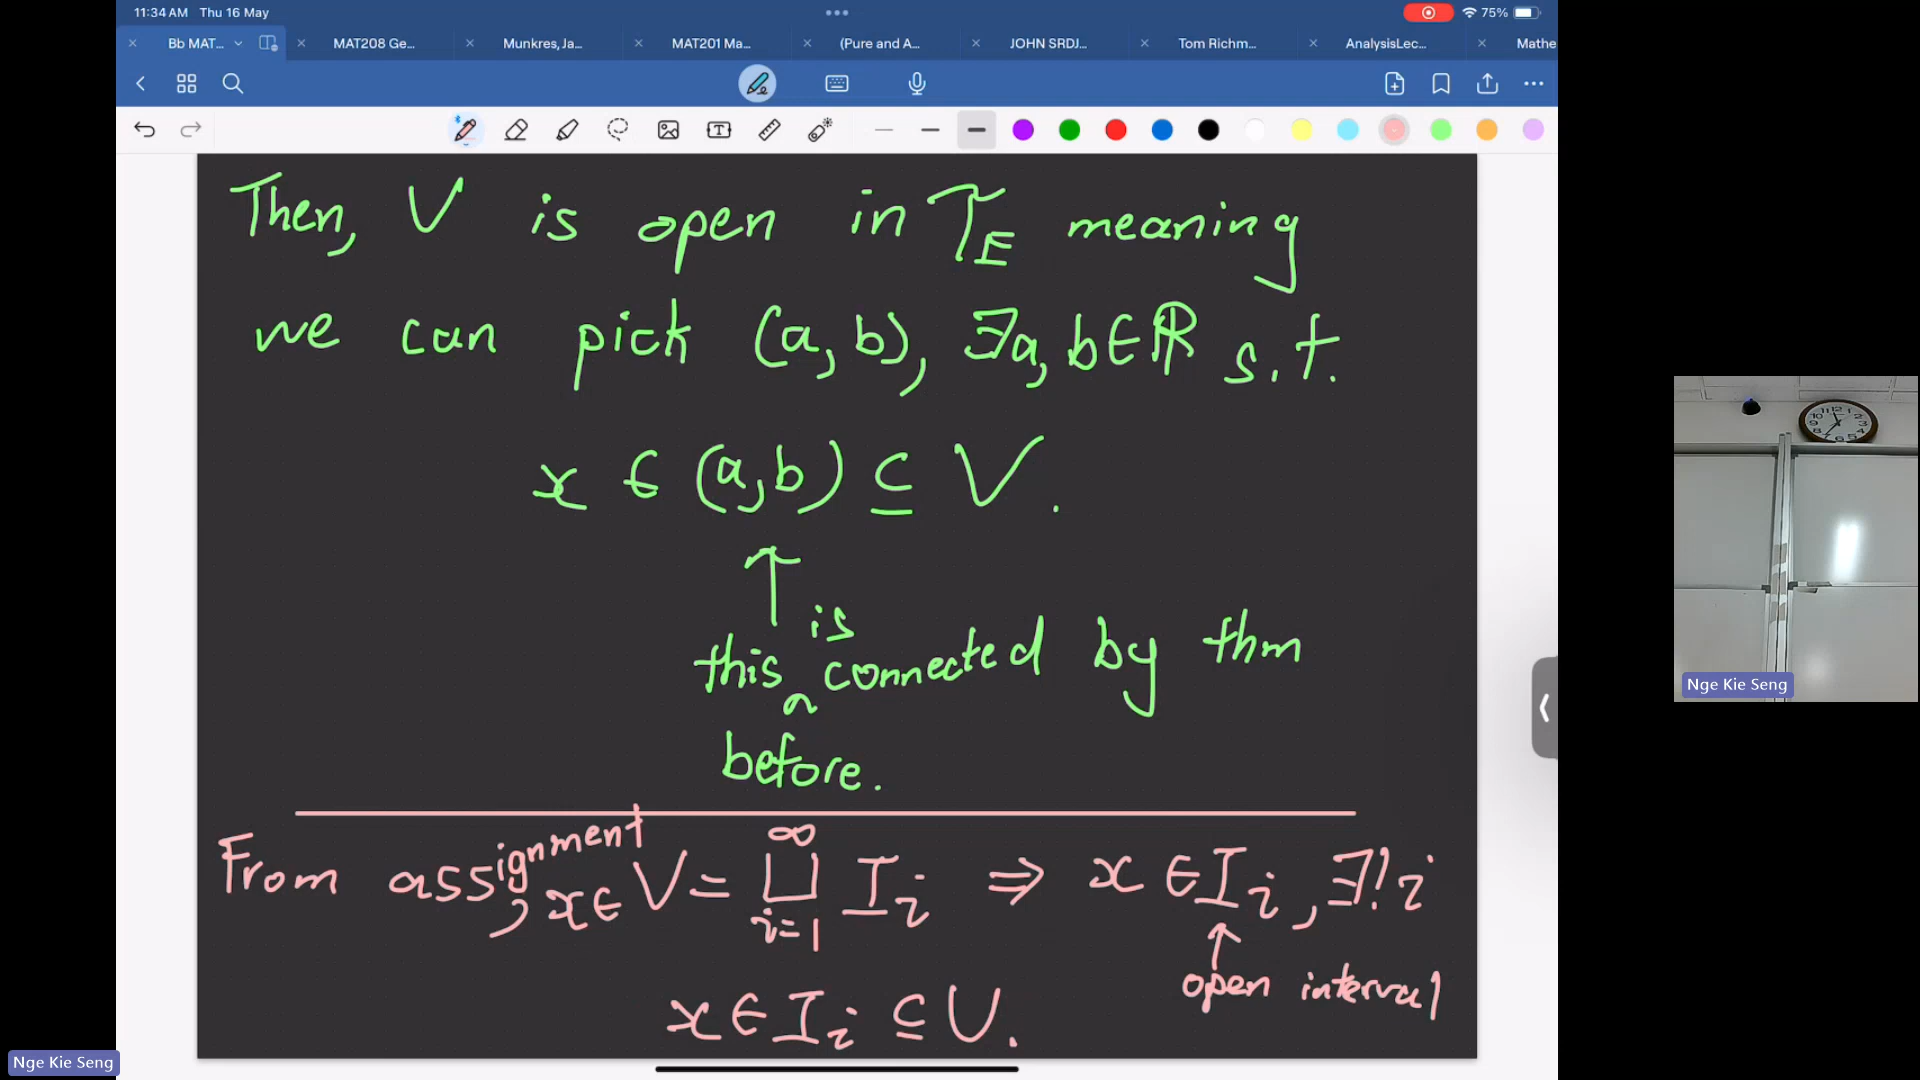 11:34 AM Thu 16 May
75%
Bb MAT...
MAT208 Ge...
Munkres, Ja...
MAT201 Ma...
(Pure and A...
JOHN SRDJ...
Tom Richm...
AnalysisLec...
Mathe
Then, V is open in 𝒯_E meaning
we can pick (a,b), ∃a,b∈ℝ s.t.
x ∈ (a,b) ⊆ V.
↑
this is connected by thm
before.
From assignment, x∈V = ⨆_{i=1}^{∞} I_i ⇒ x ∈ I_i, ∃! i
↑
open interval
x ∈ I_i ⊆ V.
Nge Kie Seng
Nge Kie Seng